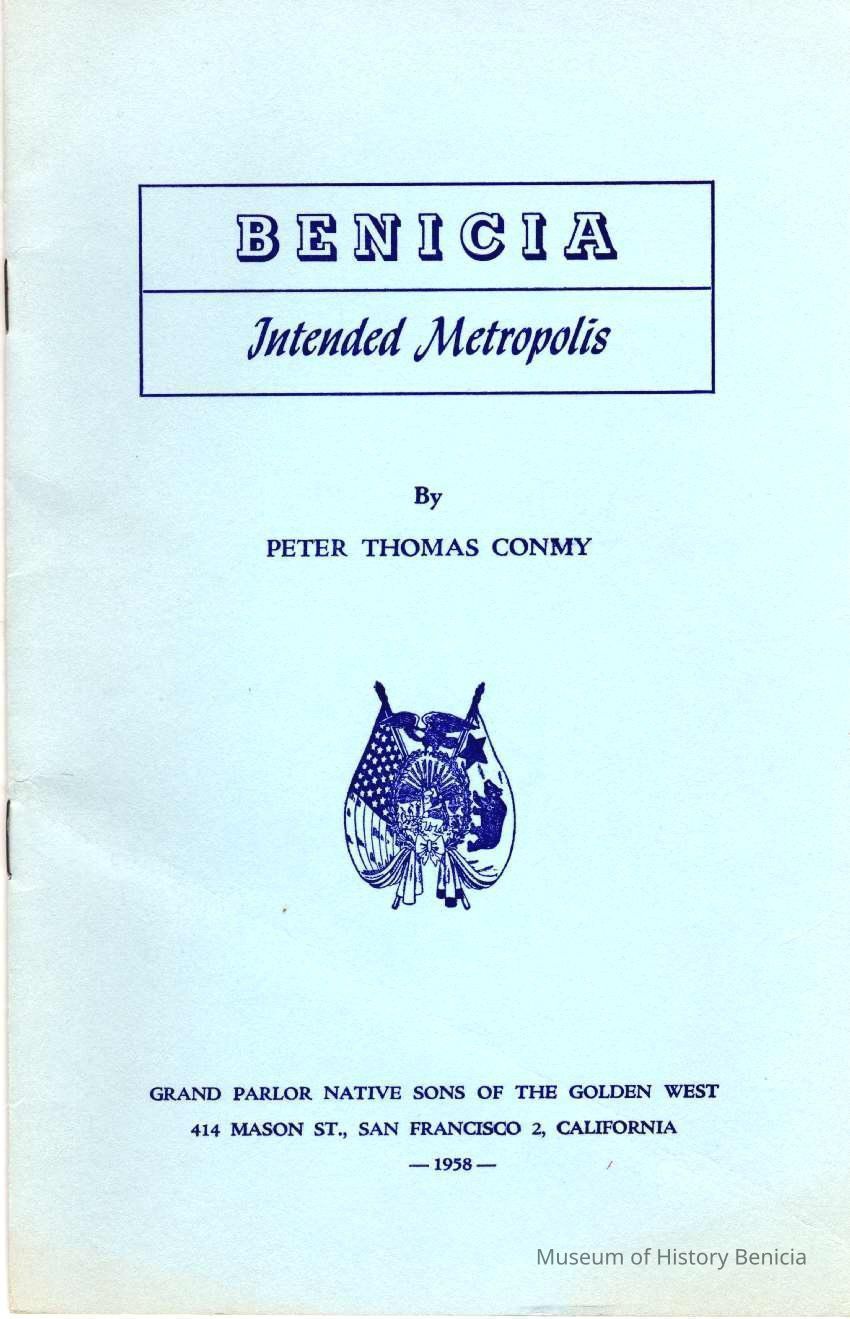 BENICIA
Intended Metropolis
By
PETER THOMAS CONMY
GRAND PARLOR NATIVE SONS OF THE GOLDEN WEST
414 MASON ST., SAN FRANCISCO 2, CALIFORNIA
— 1958 —
Museum of History Benicia